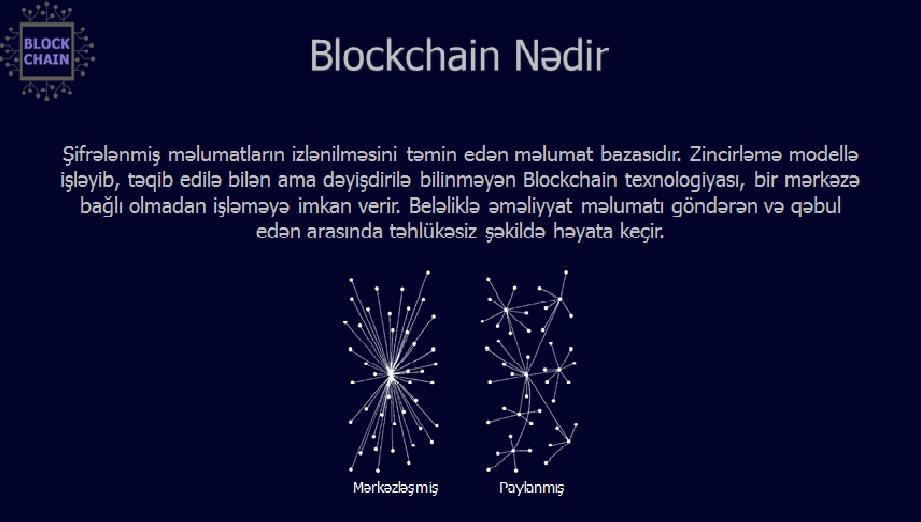 BLOCK
CHAIN
Blockchain Nədir
Şifrələnmiş məlumatların izlənilməsini təmin edən məlumat bazasıdır. Zincirləmə modellə
işləyib, təqib edilə bilən ama dəyişdirilə bilinməyən Blockchain texnologiyası, bir mərkəzə
bağlı olmadan işləməyə imkan verir. Beləliklə əməliyyat məlumatı göndərən və qəbul
edən arasında təhlükəsiz şəkildə həyata keçir.
Mərkəzləşmiş
Paylanmış